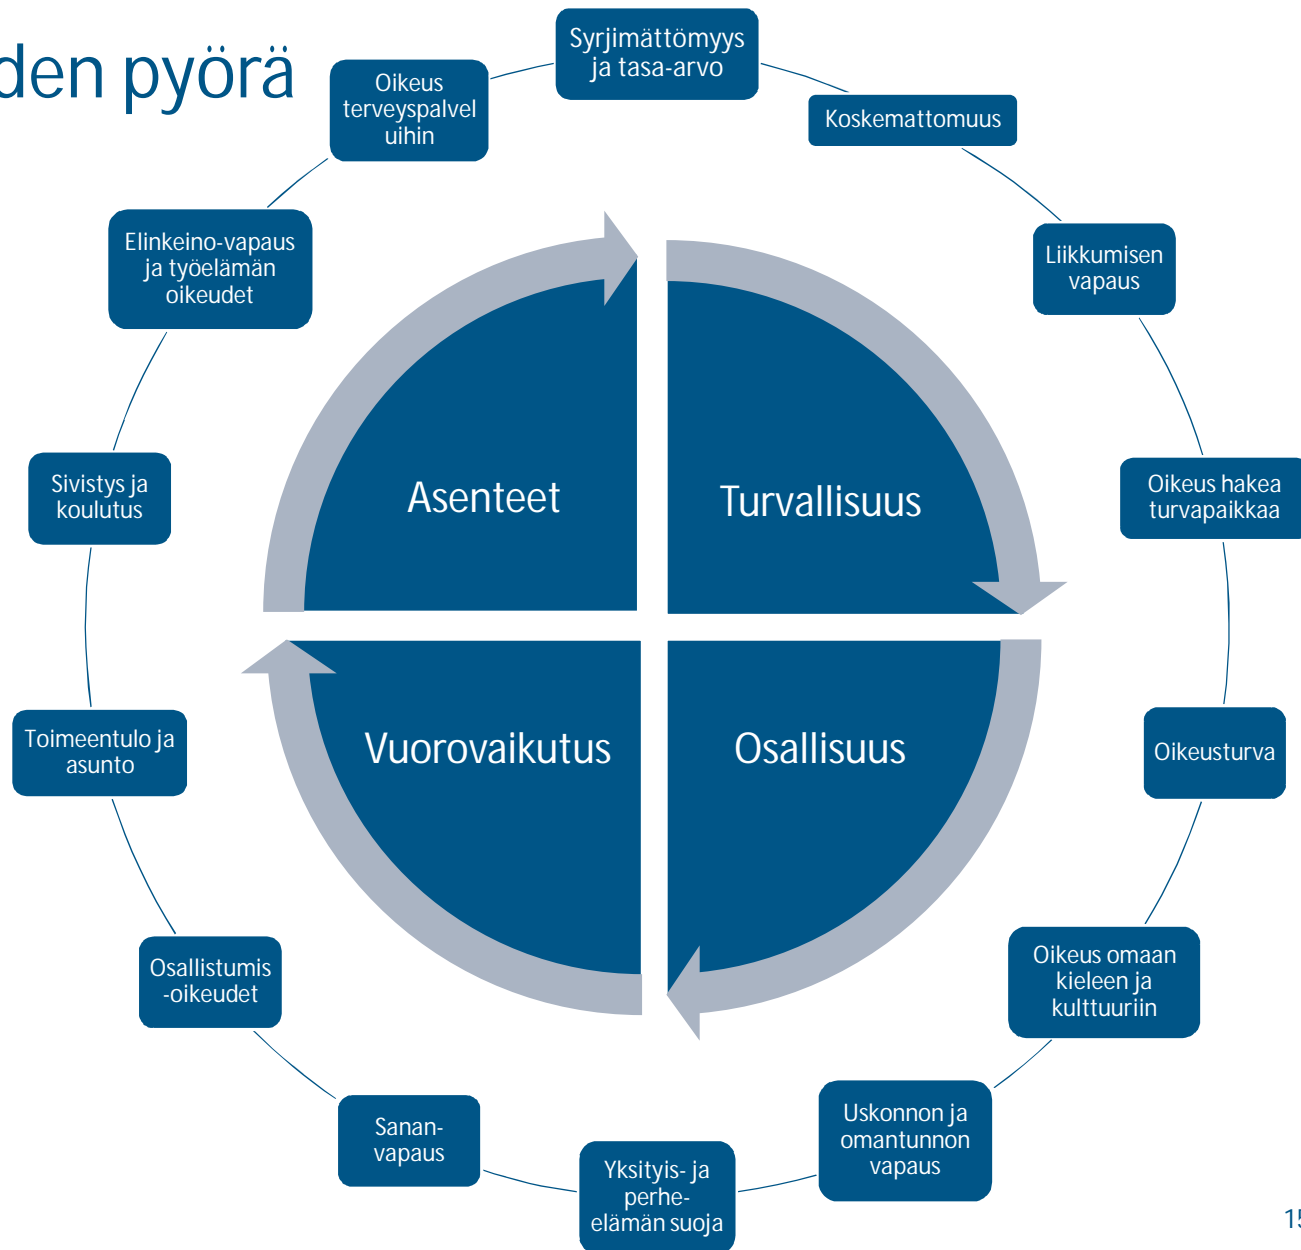 den pyörä
Syrjimättömyys
ja tasa-arvo
Koskemattomuus
Liikkumisen
vapaus
Oikeus hakea
turvapaikkaa
Oikeusturva
Oikeus omaan
kieleen ja
kulttuuriin
Uskonnon ja
omantunnon
vapaus
Yksityis- ja
perhe-
elämän suoja
Sanan-
vapaus
Osallistumis
-oikeudet
Toimeentulo ja
asunto
Sivistys ja
koulutus
Elinkeino-vapaus
ja työelämän
oikeudet
Oikeus
terveyspalvel
uihin
Asenteet
Turvallisuus
Vuorovaikutus
Osallisuus
15